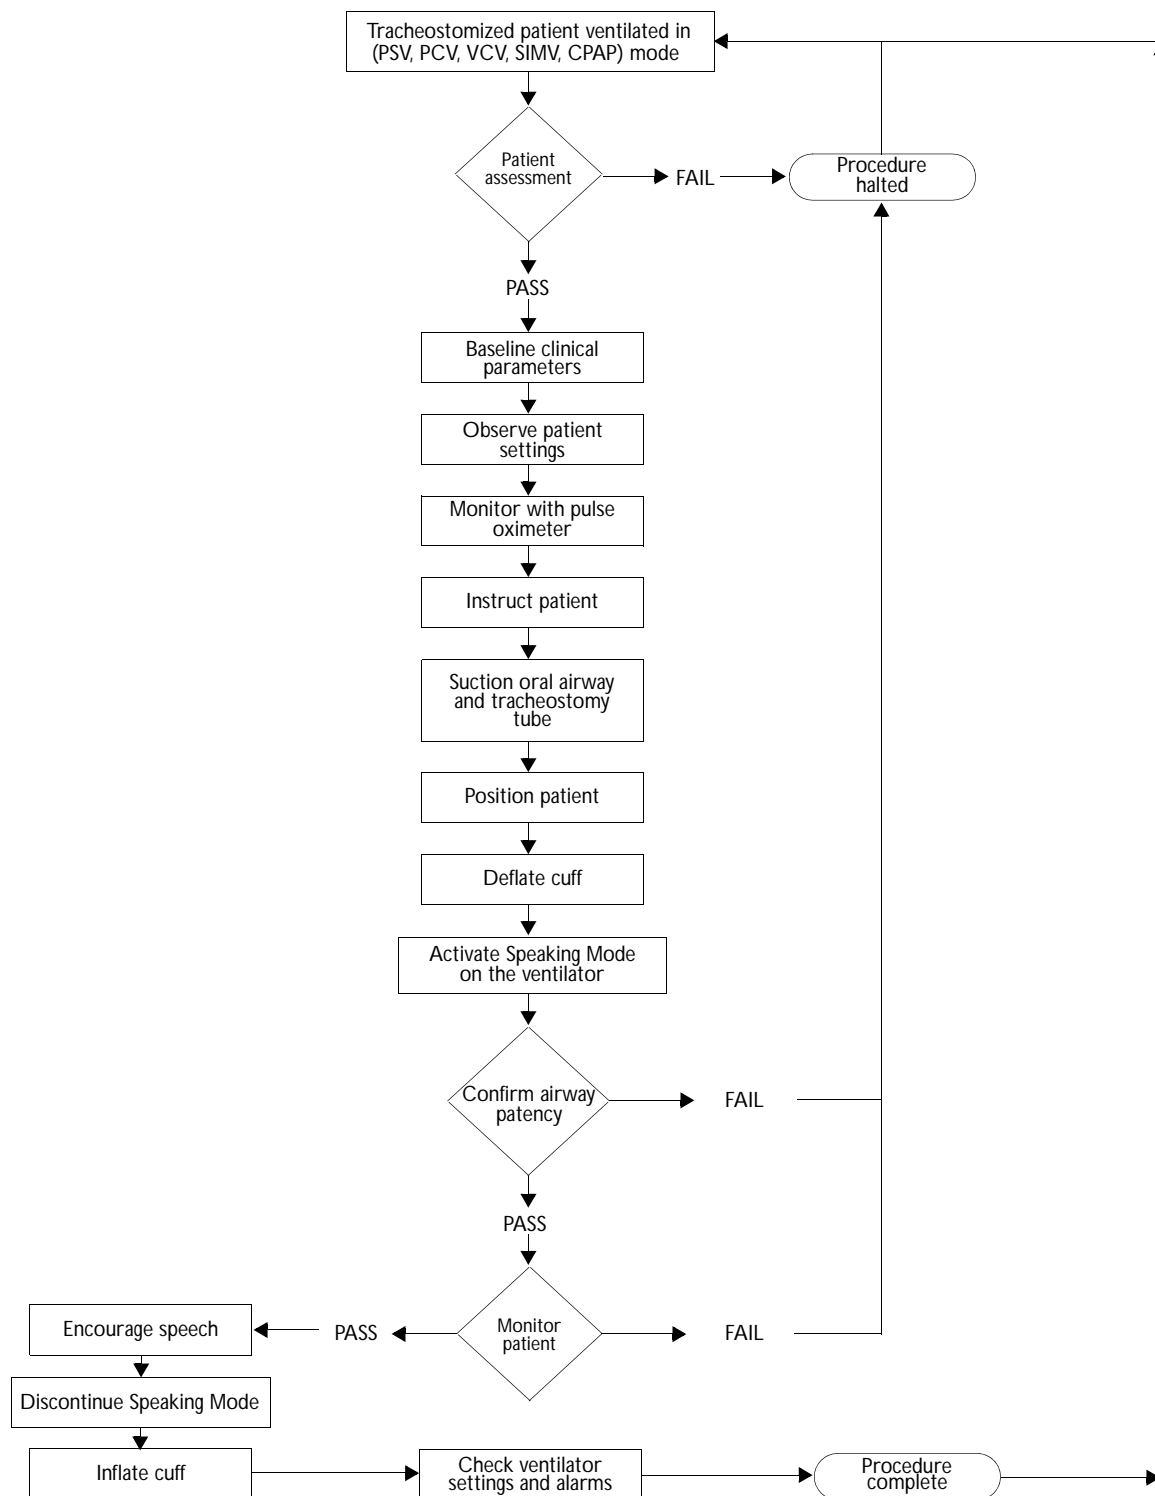 Tracheostomized patient ventilated in
(PSV, PCV, VCV, SIMV, CPAP) mode
Patient
assessment
FAIL
Procedure
halted
PASS
Baseline clinical
parameters
Observe patient
settings
Monitor with pulse
oximeter
Instruct patient
Suction oral airway
and tracheostomy
tube
Position patient
Deflate cuff
Activate Speaking Mode
on the ventilator
Confirm airway
patency
FAIL
PASS
Monitor
patient
FAIL
PASS
Encourage speech
Discontinue Speaking Mode
Inflate cuff
Check ventilator
settings and alarms
Procedure
complete